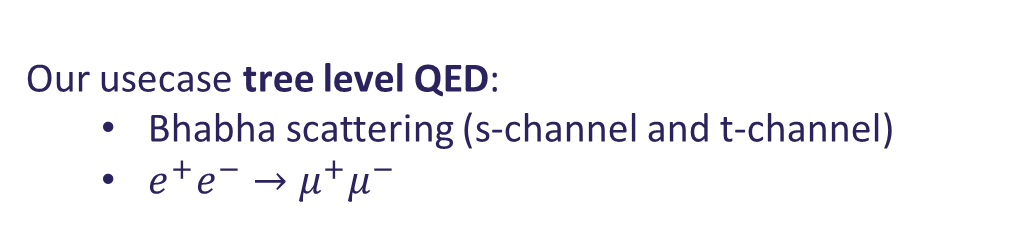 Our usecase tree level QED:
• Bhabha scattering (s-channel and t-channel)
• e⁺e⁻ → μ⁺μ⁻